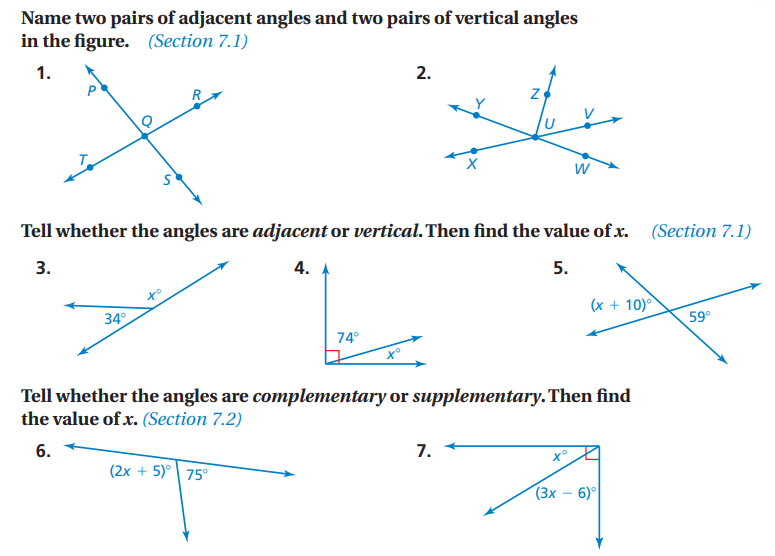 Name two pairs of adjacent angles and two pairs of vertical angles
in the figure. (Section 7.1)
1.
P
R
Q
T
S
2.
Z
Y
V
U
X
W
Tell whether the angles are adjacent or vertical. Then find the value of x. (Section 7.1)
3.
x°
34°
4.
74°
x°
5.
(x + 10)°
59°
Tell whether the angles are complementary or supplementary. Then find
the value of x. (Section 7.2)
6.
(2x + 5)°
75°
7.
x°
(3x − 6)°